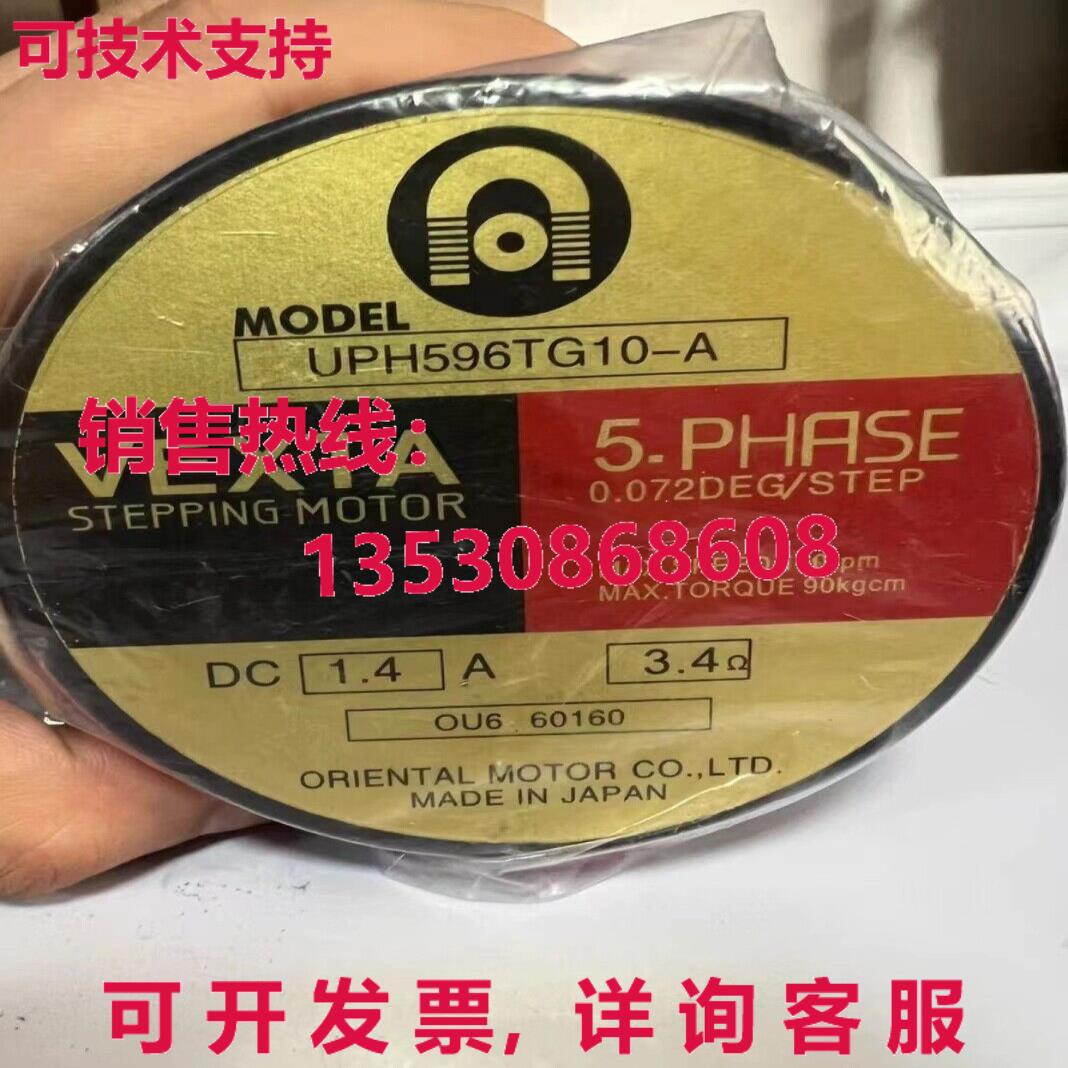 可技术支持
MODEL
UPH596TG10-A
销售热线:
VEXTA
5-PHASE
STEPPING MOTOR
0.072DEG/STEP
13530868608
MAX.TORQUE 90kgcm
DC 1.4 A 3.4Ω
OU6 60160
ORIENTAL MOTOR CO.,LTD.
MADE IN JAPAN
可开发票,详询客服